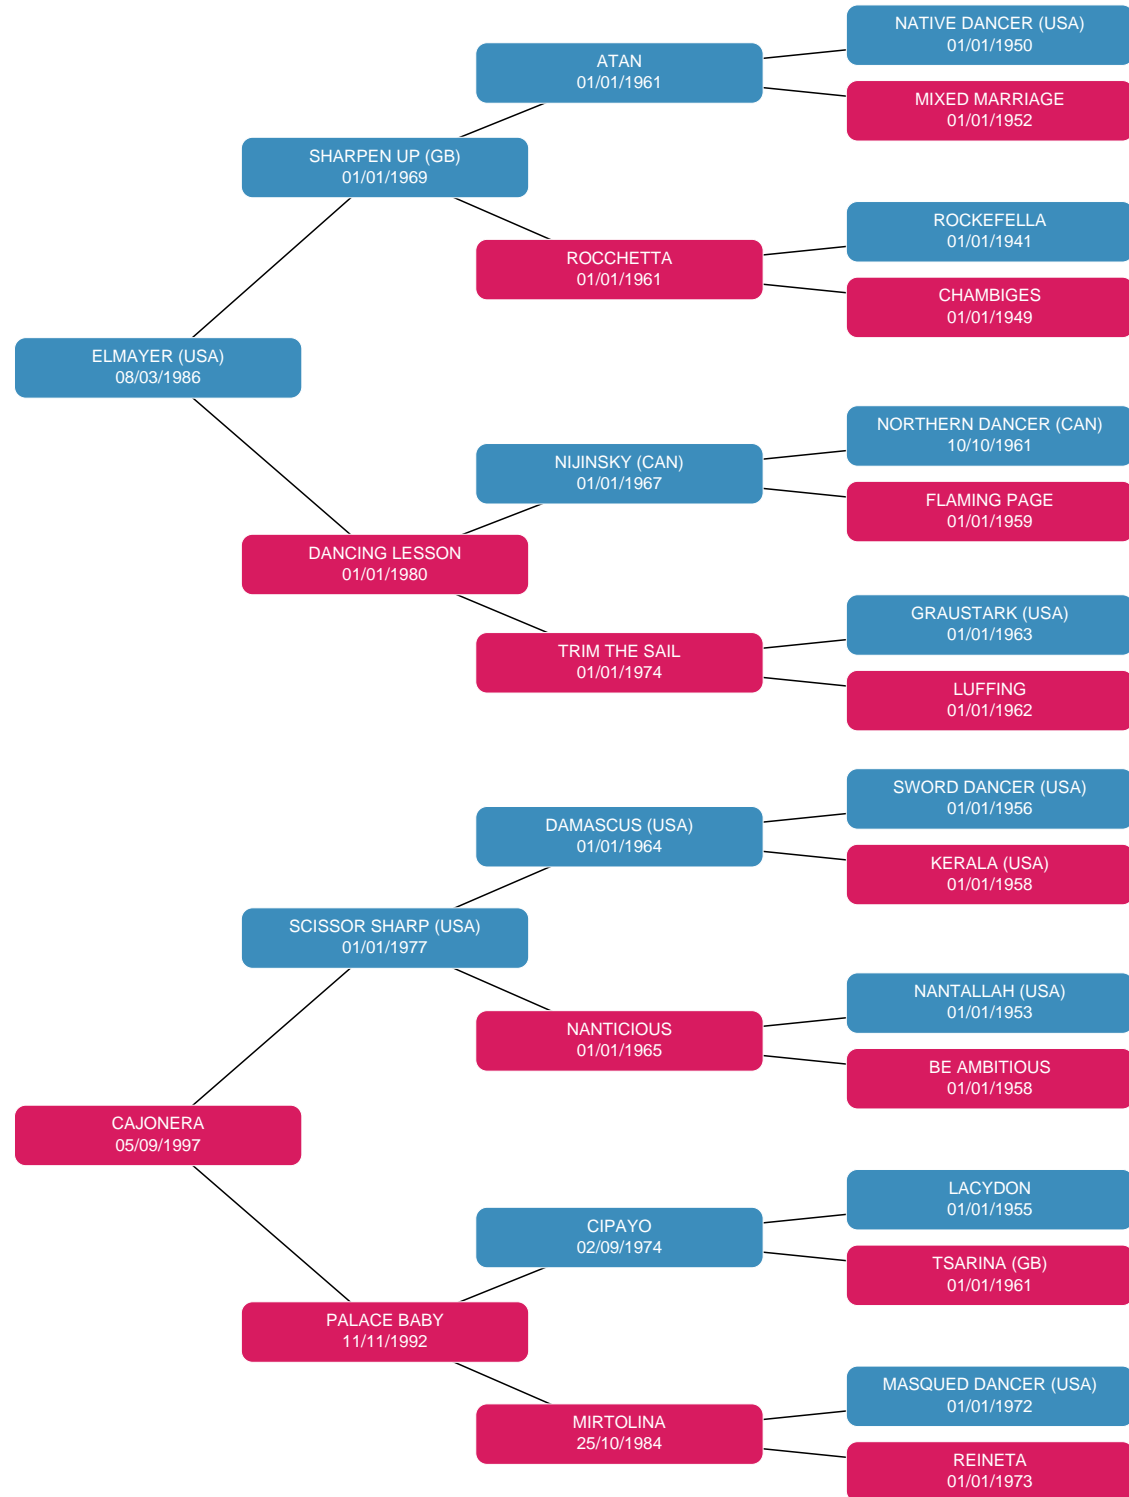 NATIVE DANCER (USA)
01/01/1950
ATAN
01/01/1961
MIXED MARRIAGE
01/01/1952
SHARPEN UP (GB)
01/01/1969
ROCKEFELLA
01/01/1941
ROCCHETTA
01/01/1961
CHAMBIGES
01/01/1949
ELMAYER (USA)
08/03/1986
NORTHERN DANCER (CAN)
10/10/1961
NIJINSKY (CAN)
01/01/1967
FLAMING PAGE
01/01/1959
DANCING LESSON
01/01/1980
GRAUSTARK (USA)
01/01/1963
TRIM THE SAIL
01/01/1974
LUFFING
01/01/1962
SWORD DANCER (USA)
01/01/1956
DAMASCUS (USA)
01/01/1964
KERALA (USA)
01/01/1958
SCISSOR SHARP (USA)
01/01/1977
NANTALLAH (USA)
01/01/1953
NANTICIOUS
01/01/1965
BE AMBITIOUS
01/01/1958
CAJONERA
05/09/1997
LACYDON
01/01/1955
CIPAYO
02/09/1974
TSARINA (GB)
01/01/1961
PALACE BABY
11/11/1992
MASQUED DANCER (USA)
01/01/1972
MIRTOLINA
25/10/1984
REINETA
01/01/1973